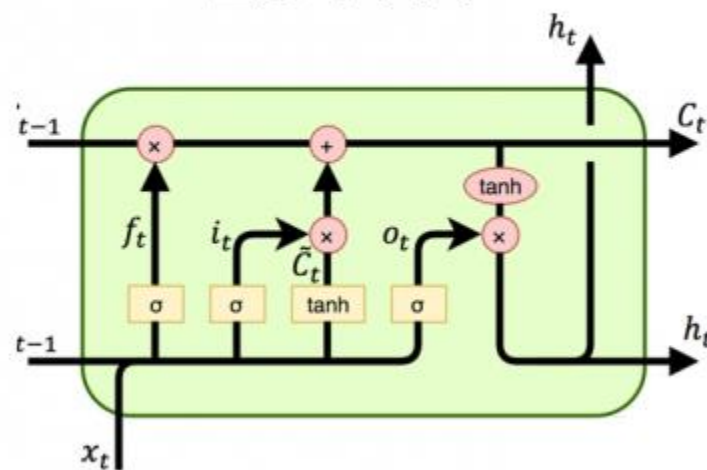 h_t
t−1
C_t
×
+
tanh
f_t
i_t
×
o_t
×
C̃_t
σ
σ
tanh
σ
t−1
h_t
x_t